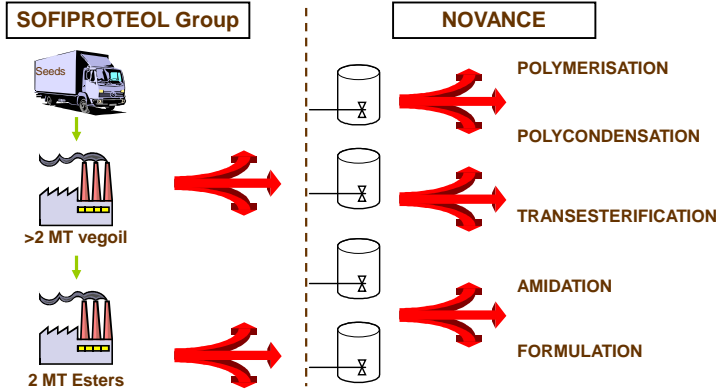 SOFIPROTEOL Group
NOVANCE
Seeds
>2 MT vegoil
2 MT Esters
POLYMERISATION
POLYCONDENSATION
TRANSESTERIFICATION
AMIDATION
FORMULATION